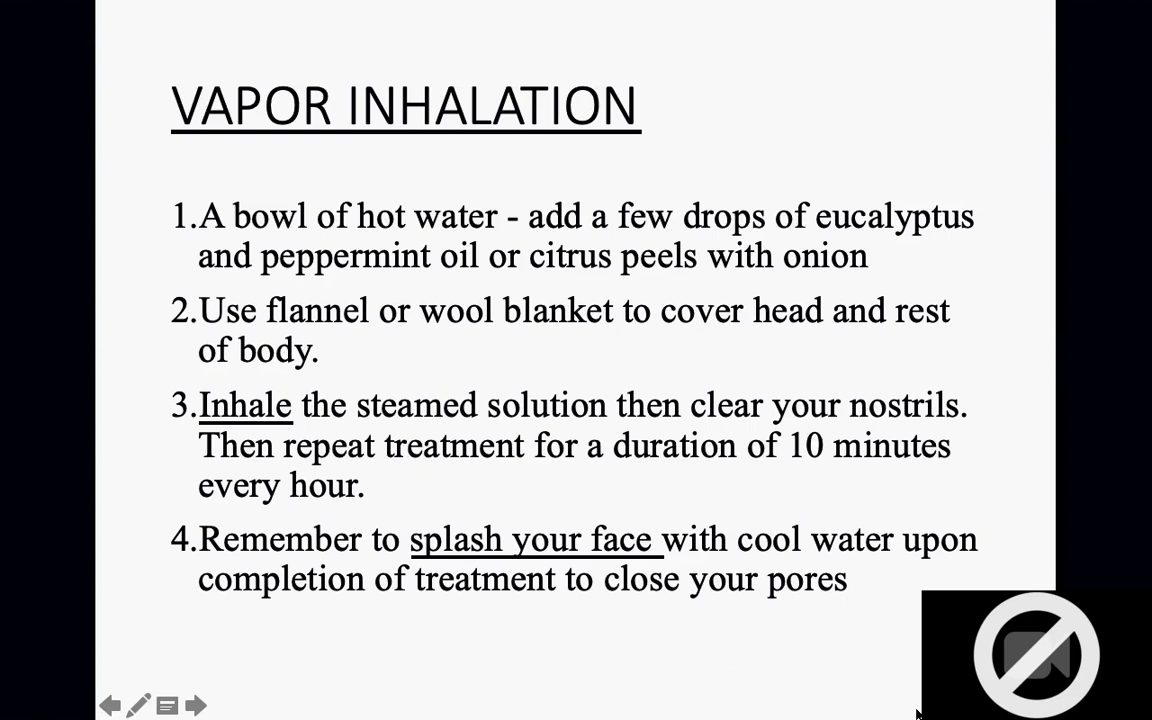 VAPOR INHALATION
1.A bowl of hot water - add a few drops of eucalyptus
and peppermint oil or citrus peels with onion
2.Use flannel or wool blanket to cover head and rest
of body.
3.Inhale the steamed solution then clear your nostrils.
Then repeat treatment for a duration of 10 minutes
every hour.
4.Remember to splash your face with cool water upon
completion of treatment to close your pores